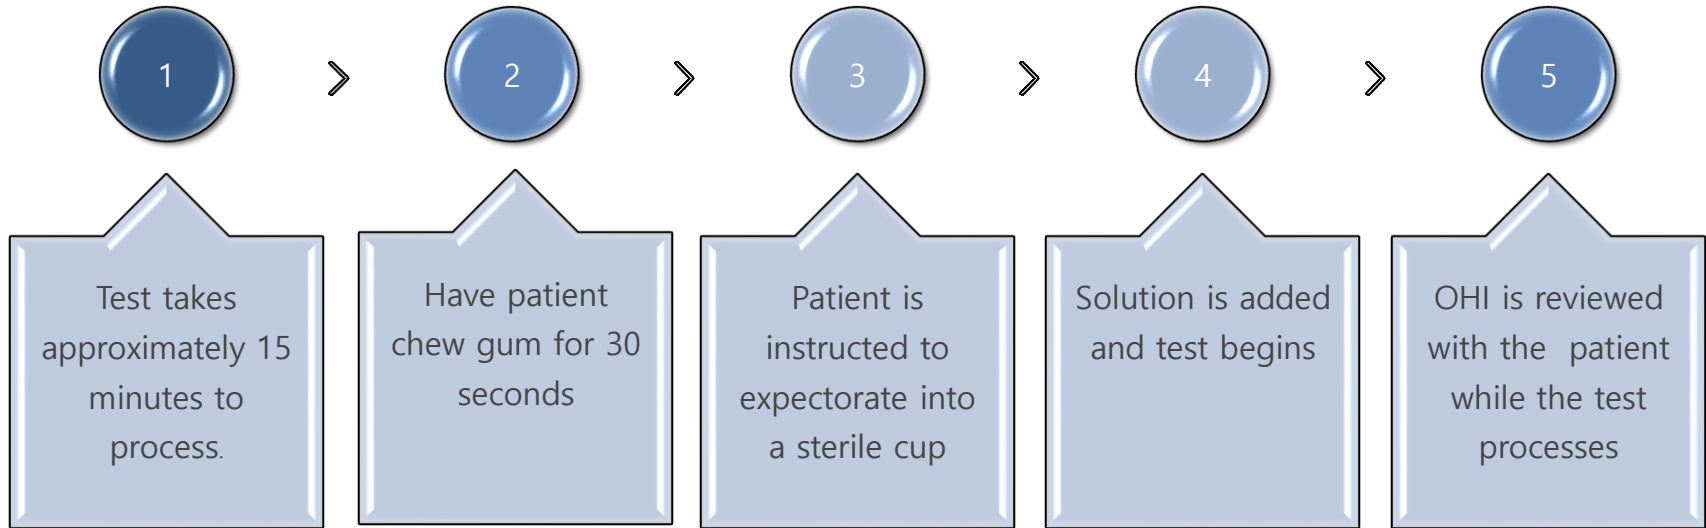 1
2
3
4
5
Test takes
approximately 15
minutes to
process.
Have patient
chew gum for 30
seconds
Patient is
instructed to
expectorate into
a sterile cup
Solution is added
and test begins
OHI is reviewed
with the  patient
while the test
processes